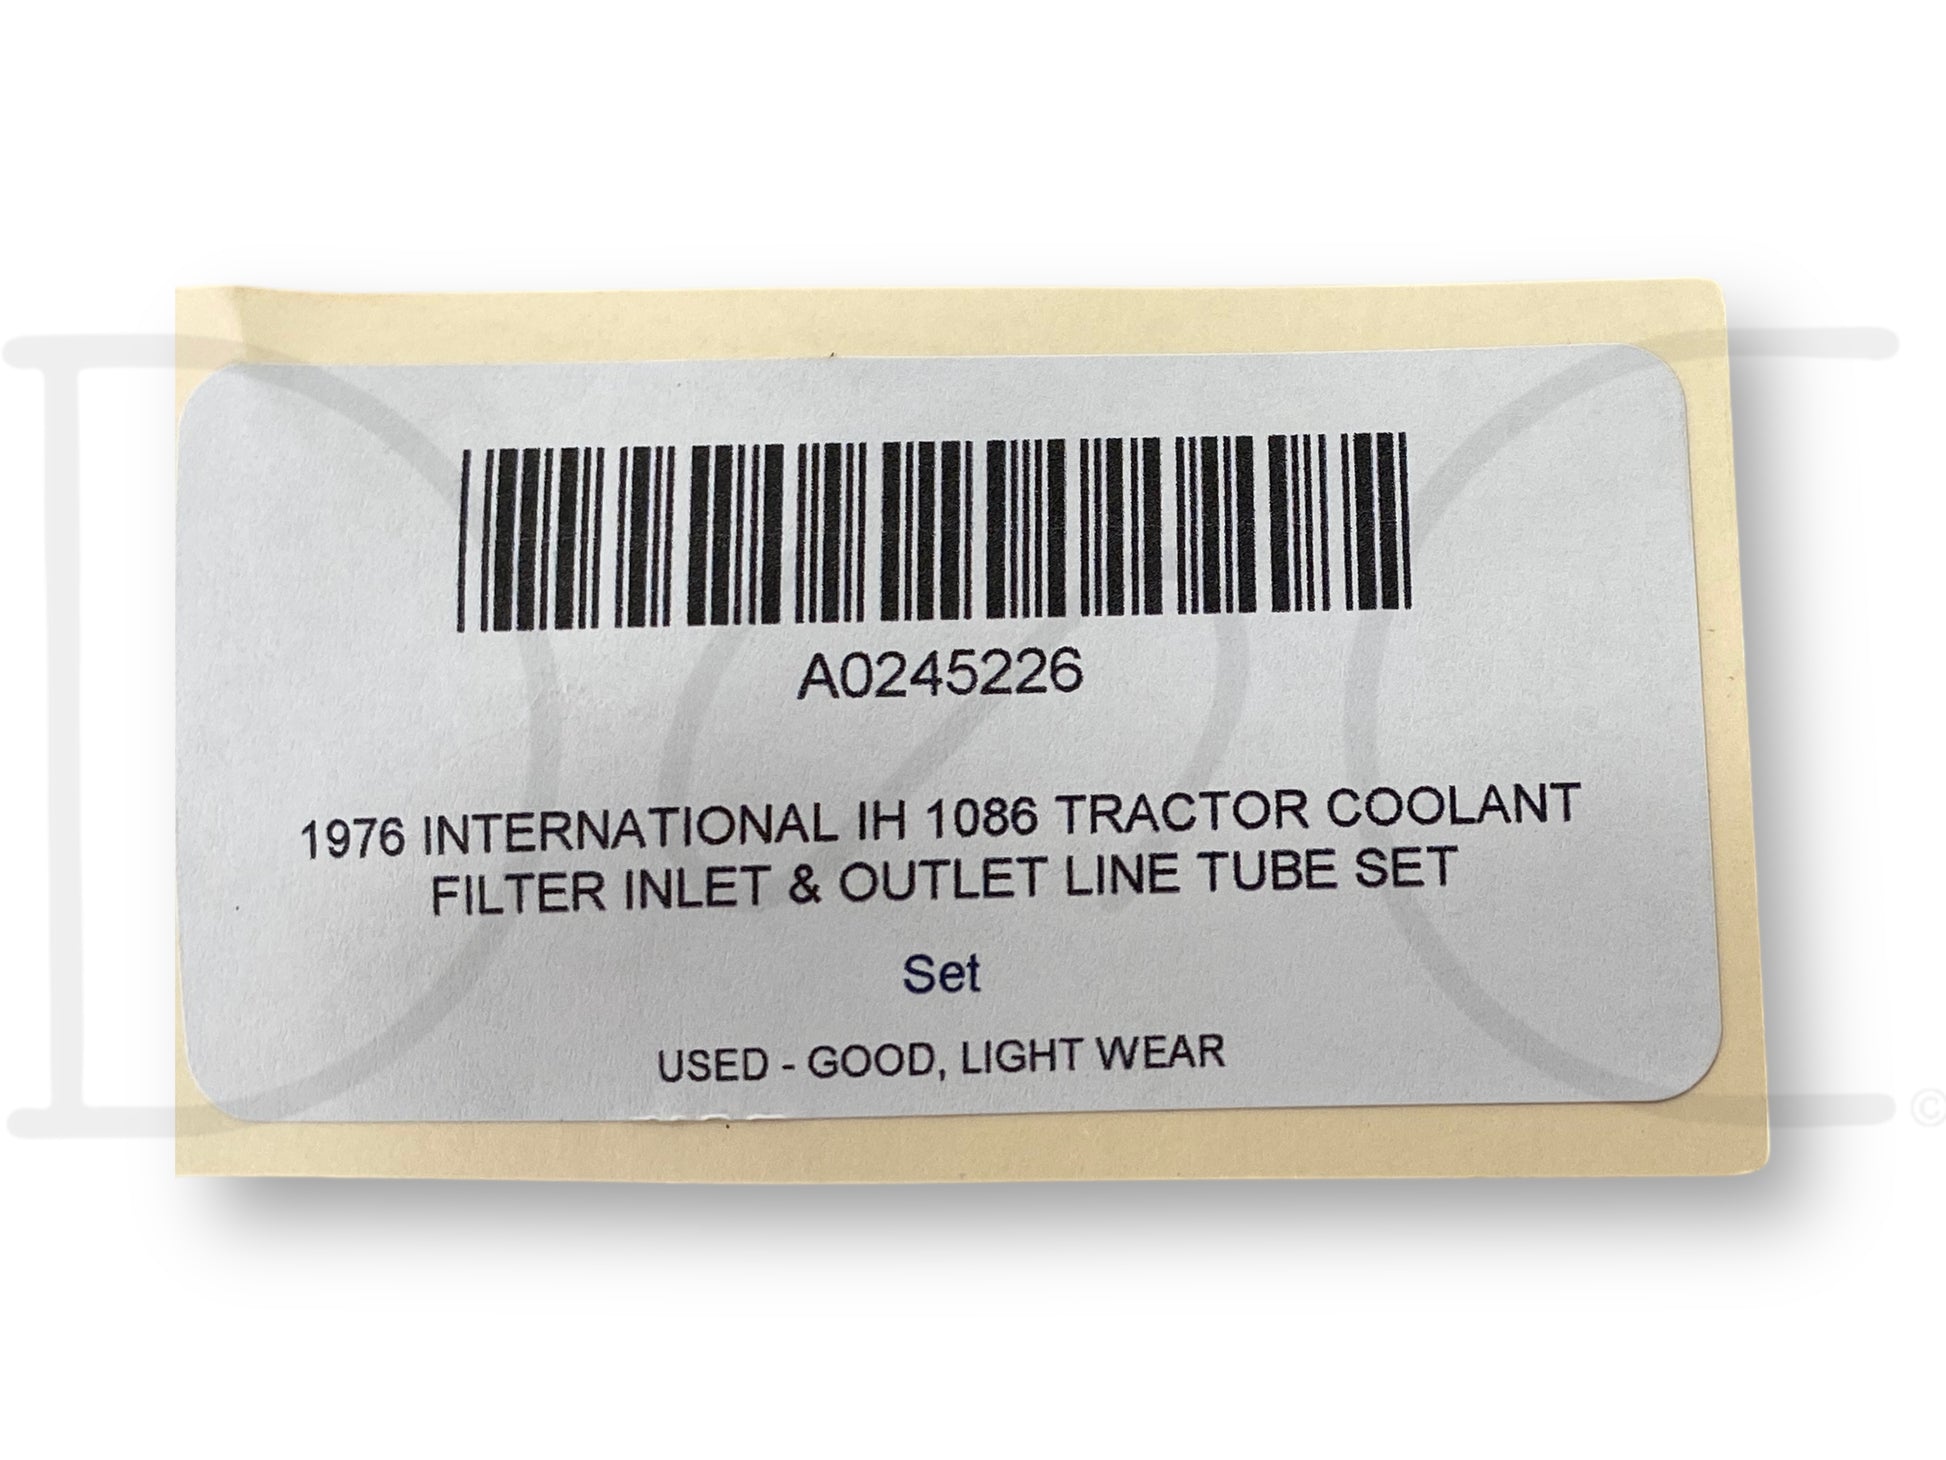 A0245226
1976 INTERNATIONAL IH 1086 TRACTOR COOLANT
FILTER INLET & OUTLET LINE TUBE SET
Set
USED - GOOD, LIGHT WEAR
©